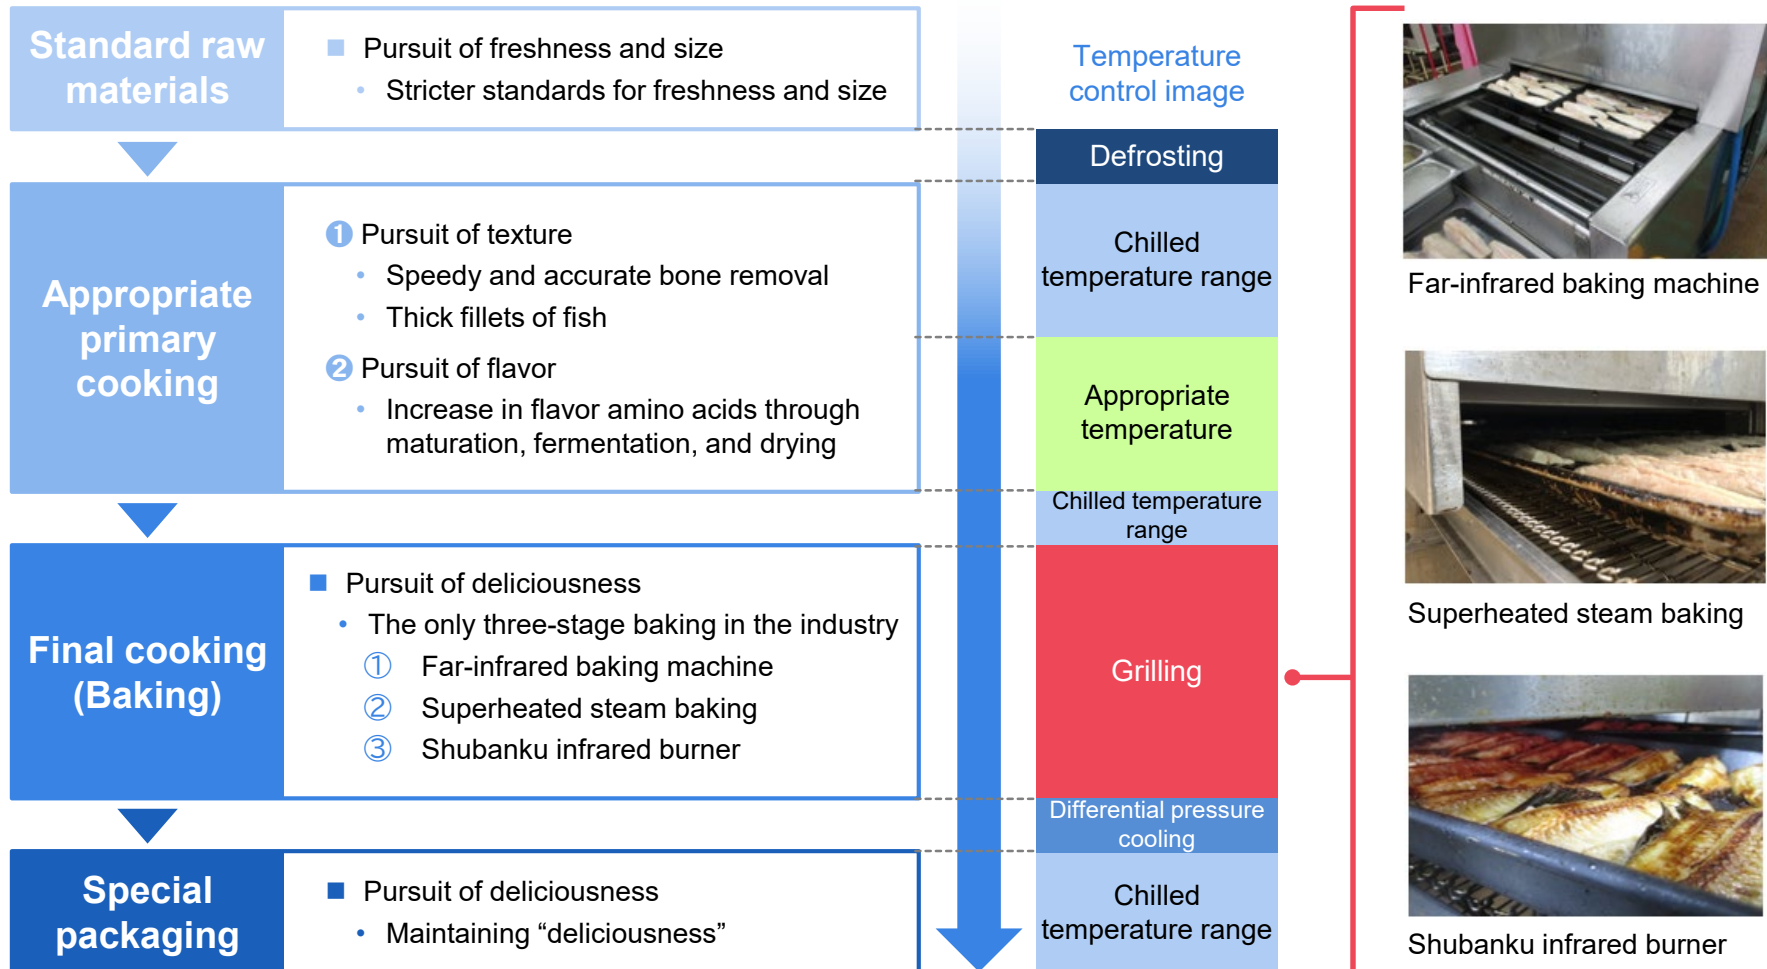 Standard raw
materials
■ Pursuit of freshness and size
• Stricter standards for freshness and size
Appropriate
primary
cooking
❶ Pursuit of texture
• Speedy and accurate bone removal
• Thick fillets of fish
❷ Pursuit of flavor
• Increase in flavor amino acids through
maturation, fermentation, and drying
Final cooking
(Baking)
■ Pursuit of deliciousness
• The only three-stage baking in the industry
① Far-infrared baking machine
② Superheated steam baking
③ Shubanku infrared burner
Special
packaging
■ Pursuit of deliciousness
• Maintaining “deliciousness”
Temperature
control image
Defrosting
Chilled
temperature range
Appropriate
temperature
Chilled temperature
range
Grilling
Differential pressure
cooling
Chilled
temperature range
Far-infrared baking machine
Superheated steam baking
Shubanku infrared burner